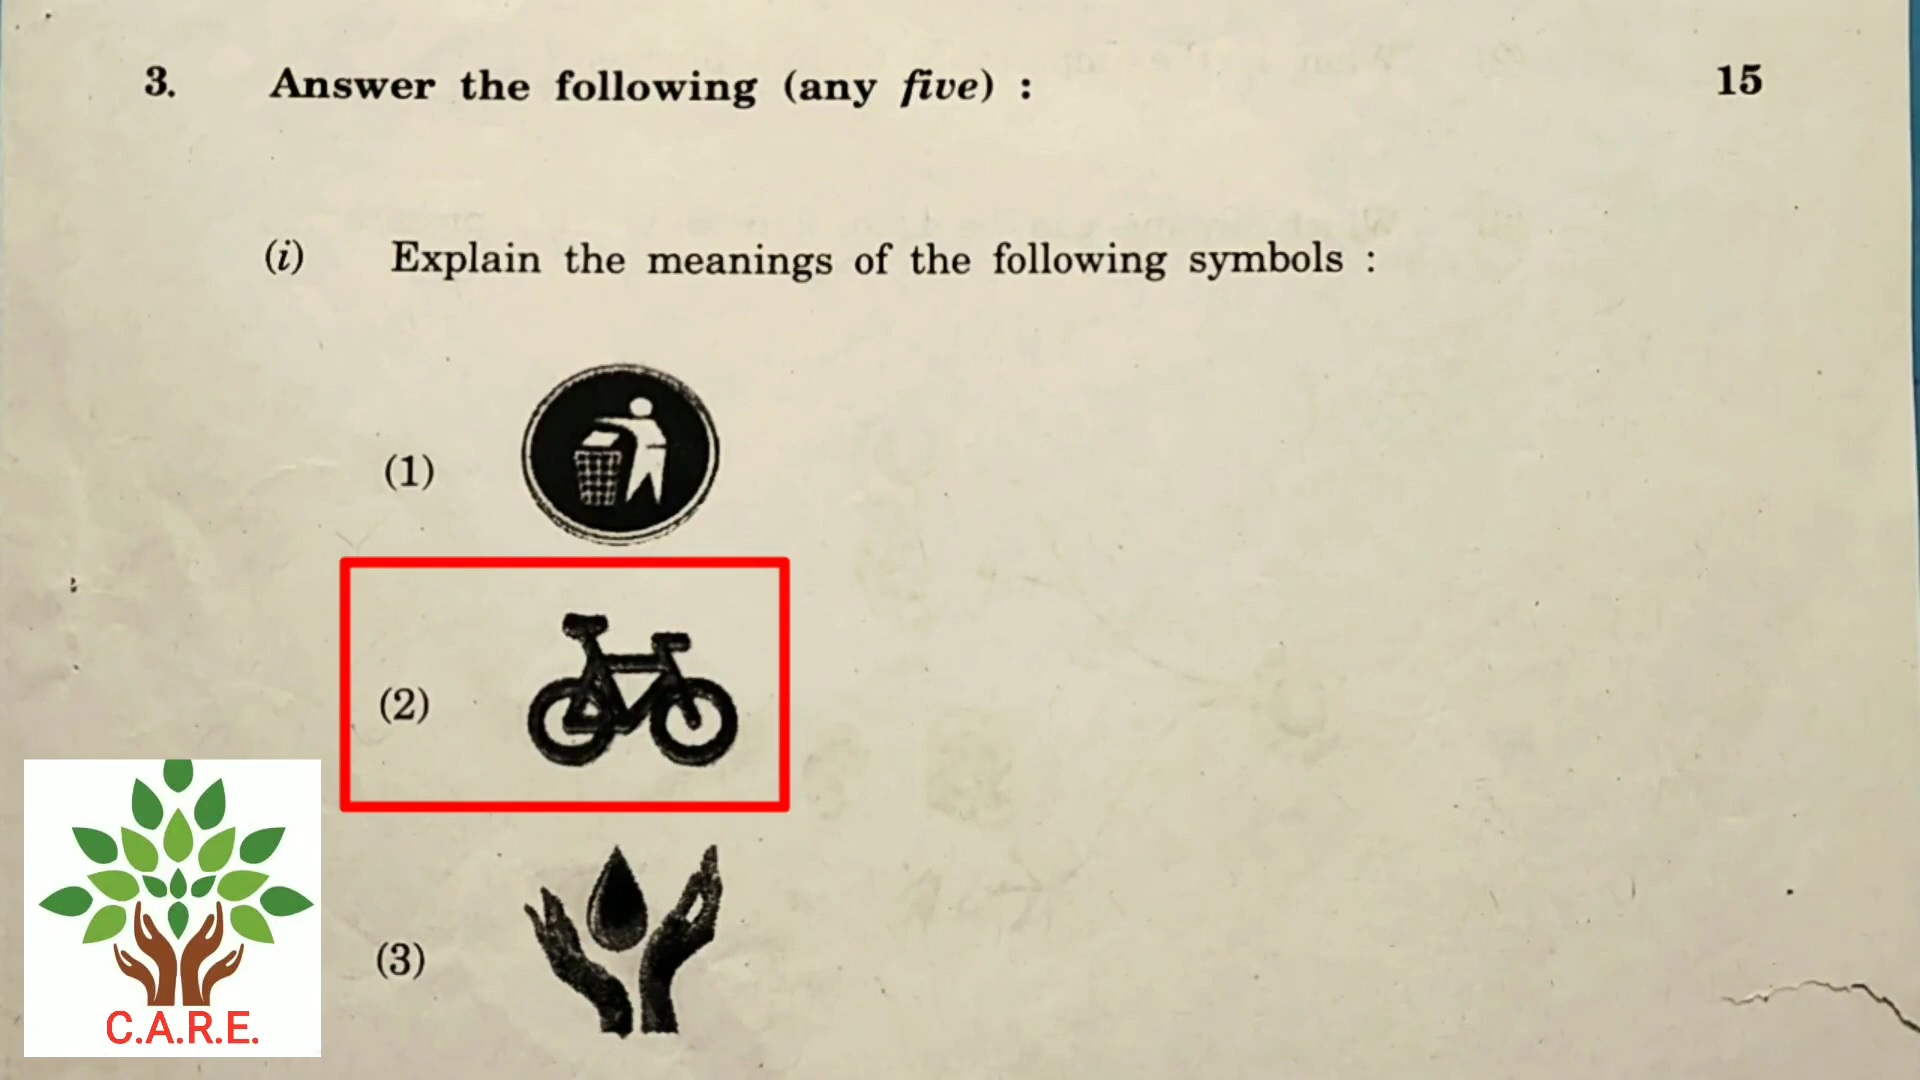 3. Answer the following (any five) : 15
(i) Explain the meanings of the following symbols :
(1)
(2)
(3)
C.A.R.E.